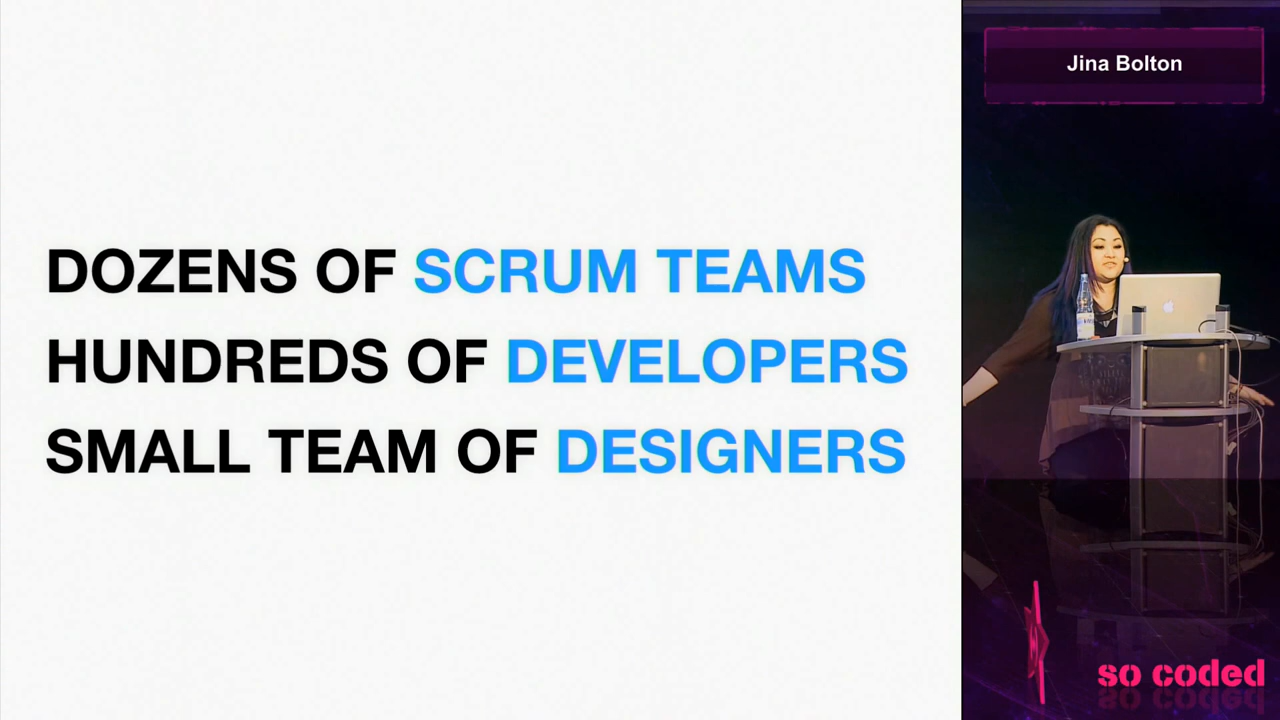 DOZENS OF SCRUM TEAMS
HUNDREDS OF DEVELOPERS
SMALL TEAM OF DESIGNERS
Jina Bolton
so coded